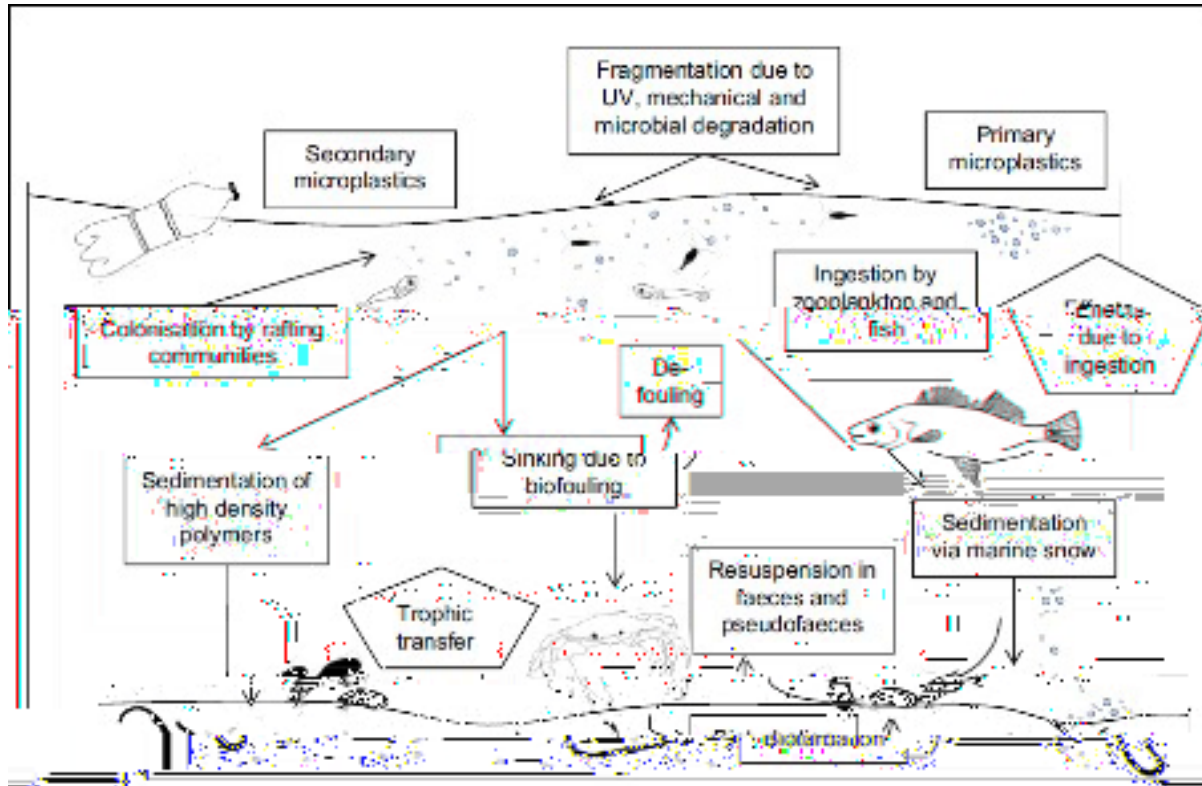 Fragmentation due to
UV, mechanical and
microbial degradation
Secondary
microplastics
Primary
microplastics
Ingestion by
zooplankton and
fish
Effects
due to
ingestion
Colonisation by rafting
communities
De-
fouling
Sedimentation of
high density
polymers
Sinking due to
biofouling
Sedimentation
via marine snow
Resuspension in
faeces and
pseudofaeces
Trophic
transfer